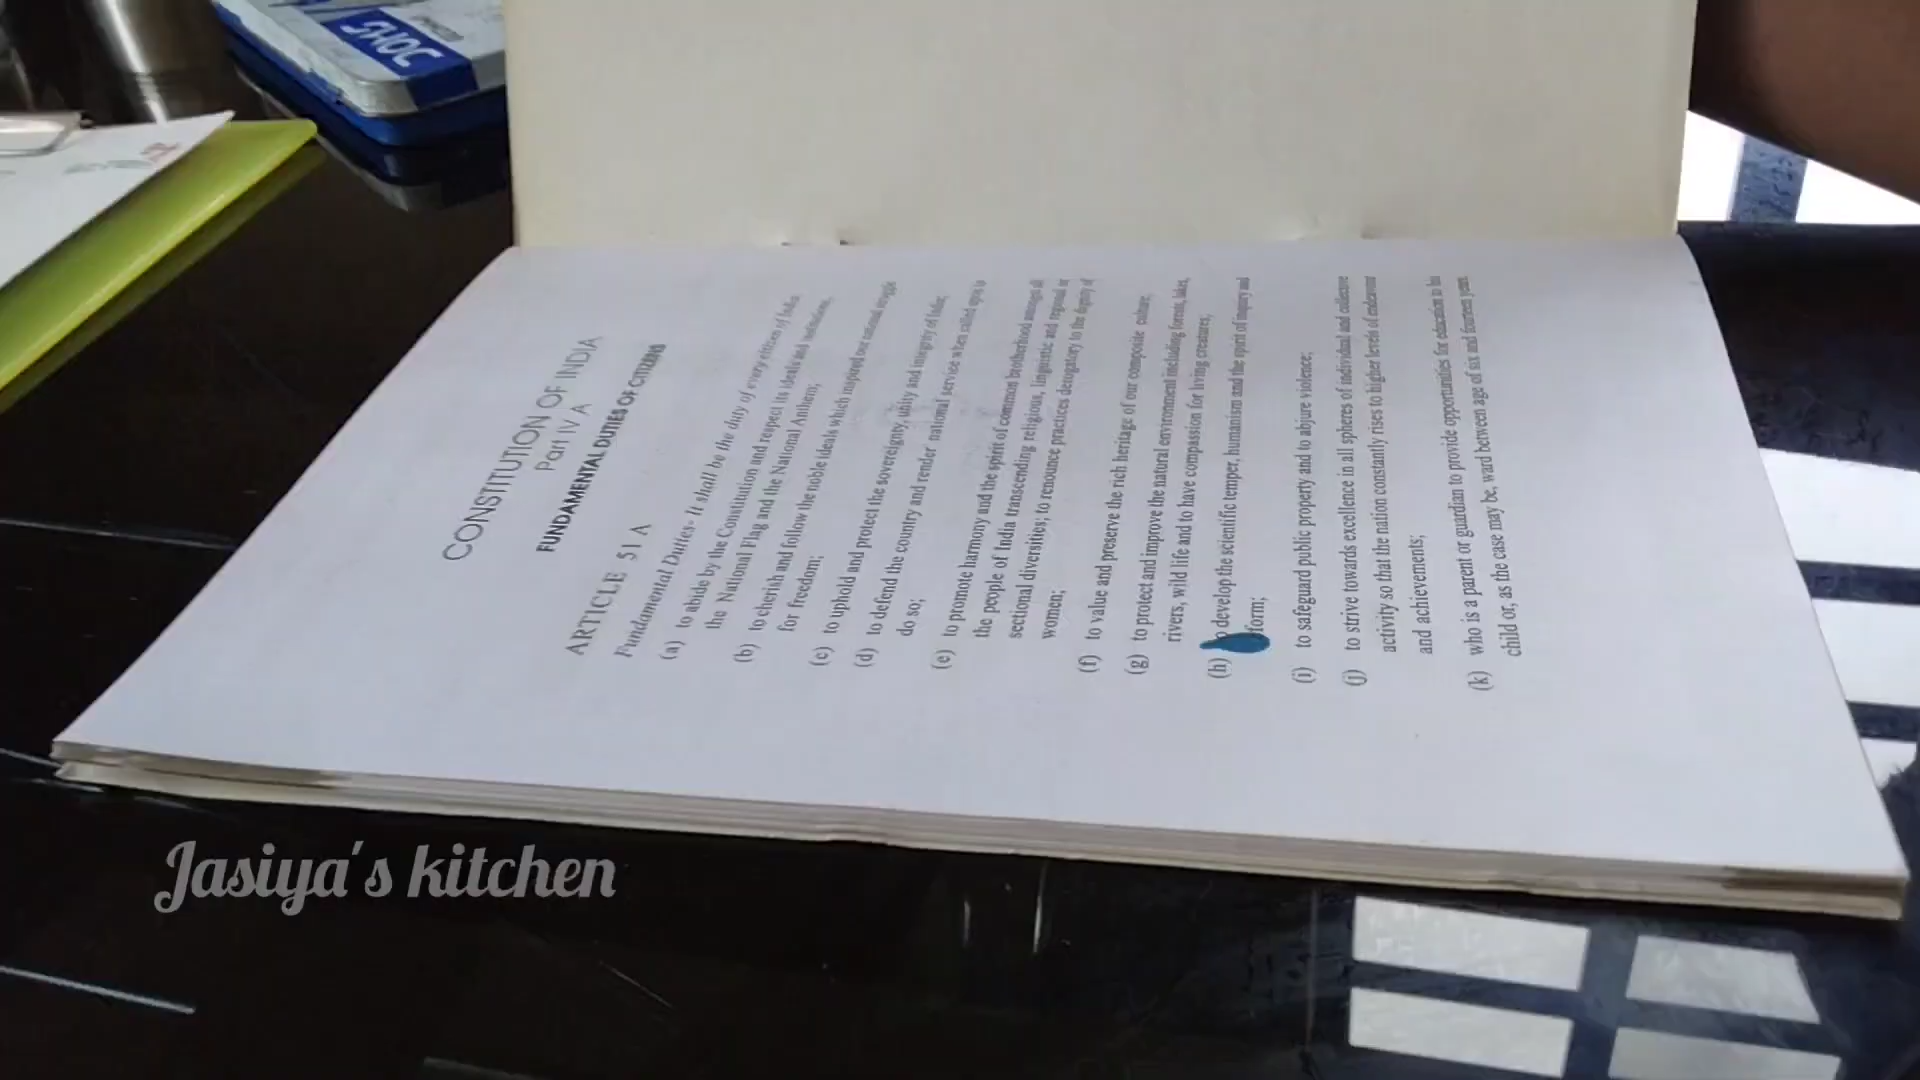 CONSTITUTION OF INDIA
Part IV A
FUNDAMENTAL DUTIES OF CITIZENS
ARTICLE 51 A
Fundamental Duties- It shall be the duty of every citizen of India
(a) to abide by the Constitution and respect its ideals and institutions,
the National Flag and the National Anthem;
(b) to cherish and follow the noble ideals which inspired our national struggle
for freedom;
(c) to uphold and protect the sovereignty, unity and integrity of India;
(d) to defend the country and render national service when called upon to
do so;
(e) to promote harmony and the spirit of common brotherhood amongst all
the people of India transcending religious, linguistic and regional or
sectional diversities; to renounce practices derogatory to the dignity of
women;
(f) to value and preserve the rich heritage of our composite culture;
(g) to protect and improve the natural environment including forests, lakes,
rivers, wild life and to have compassion for living creatures;
(h) develop the scientific temper, humanism and the spirit of inquiry and
form;
(i) to safeguard public property and to abjure violence;
(j) to strive towards excellence in all spheres of individual and collective
activity so that the nation constantly rises to higher levels of endeavour
and achievements;
(k) who is a parent or guardian to provide opportunities for education to his
child or, as the case may be, ward between age of six and fourteen years.
Jasiya's kitchen